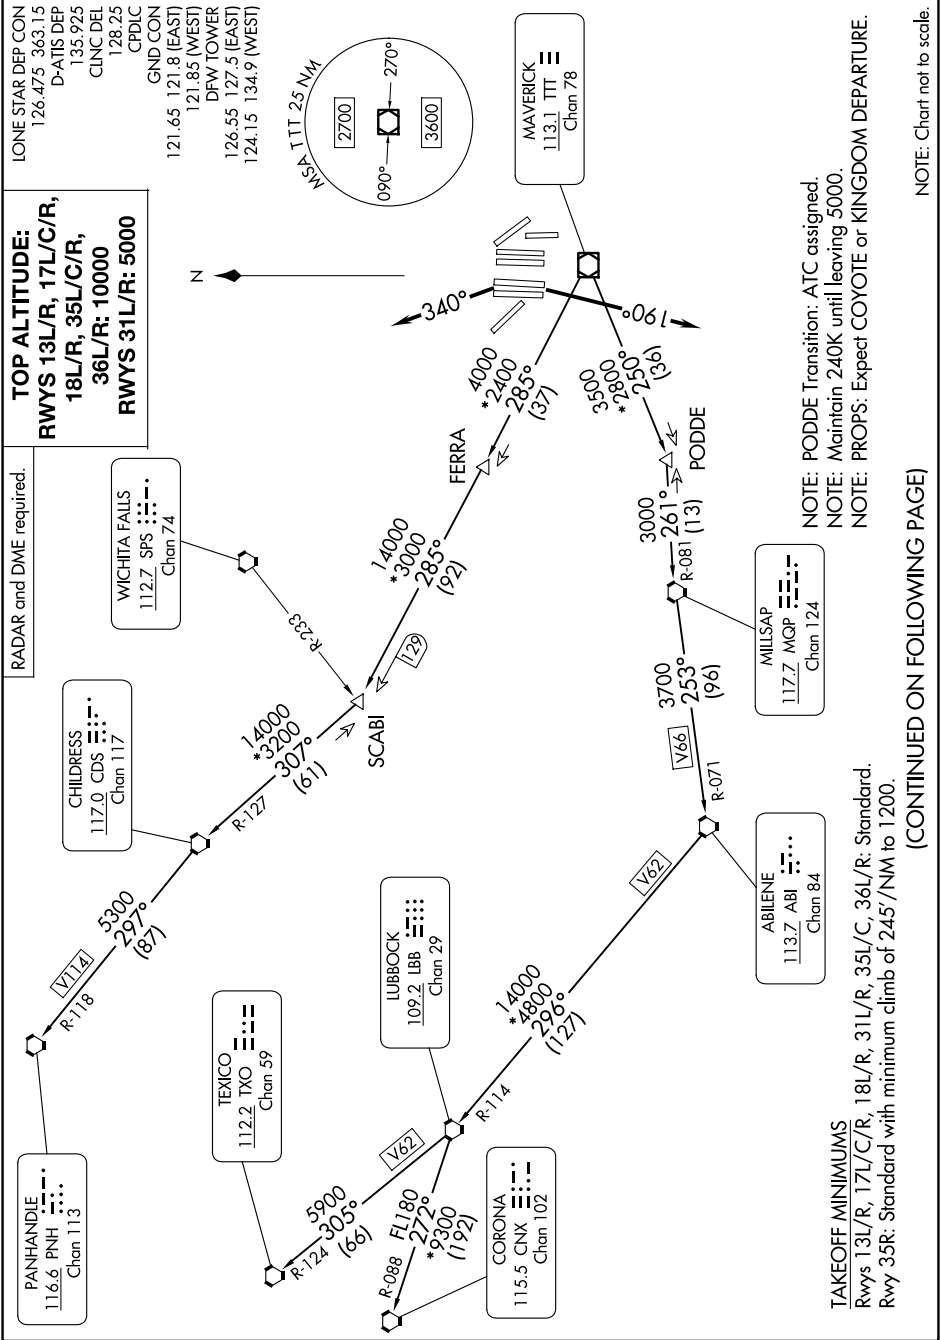 RADAR and DME required.
TOP ALTITUDE:
RWYS 13L/R, 17L/C/R,
18L/R, 35L/C/R,
36L/R: 10000
RWYS 31L/R: 5000
LONE STAR DEP CON
126.475 363.15
D-ATIS DEP
135.925
CLNC DEL
128.25
CPDLC
GND CON
121.65 121.8 (EAST)
121.85 (WEST)
DFW TOWER
126.55 127.5 (EAST)
124.15 134.9 (WEST)
MSA TTT 25 NM
2700
090°
270°
3600
N
PANHANDLE
116.6 PNH
Chan 113
R-118
V114
5300
297°
(87)
CHILDRESS
117.0 CDS
Chan 117
R-127
14000
*3200
307°
(61)
WICHITA FALLS
112.7 SPS
Chan 74
R-233
SCABI
129
14000
*3000
285°
(92)
FERRA
4000
*2400
285°
(37)
340°
190°
MAVERICK
113.1 TTT
Chan 78
3500
*2800
250°
(36)
PODDE
3000
261°
(13)
R-081
MILLSAP
117.7 MQP
Chan 124
3700
253°
(96)
V66
R-071
ABILENE
113.7 ABI
Chan 84
V62
14000
*4800
296°
(127)
R-114
LUBBOCK
109.2 LBB
Chan 29
TEXICO
112.2 TXO
Chan 59
V62
5900
305°
(66)
R-124
FL180
272°
*9300
(192)
R-088
CORONA
115.5 CNX
Chan 102
NOTE: PODDE Transition: ATC assigned.
NOTE: Maintain 240K until leaving 5000.
NOTE: PROPS: Expect COYOTE or KINGDOM DEPARTURE.
TAKEOFF MINIMUMS
Rwys 13L/R, 17L/C/R, 18L/R, 31L/R, 35L/C, 36L/R: Standard.
Rwy 35R: Standard with minimum climb of 245'/NM to 1200.
(CONTINUED ON FOLLOWING PAGE)
NOTE: Chart not to scale.